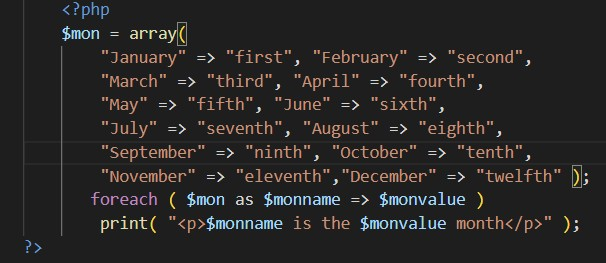 <?php
$mon = array(
"January" => "first", "February" => "second",
"March" => "third", "April" => "fourth",
"May" => "fifth", "June" => "sixth",
"July" => "seventh", "August" => "eighth",
"September" => "ninth", "October" => "tenth",
"November" => "eleventh","December" => "twelfth" );
foreach ( $mon as $monname => $monvalue )
print( "<p>$monname is the $monvalue month</p>" );
?>